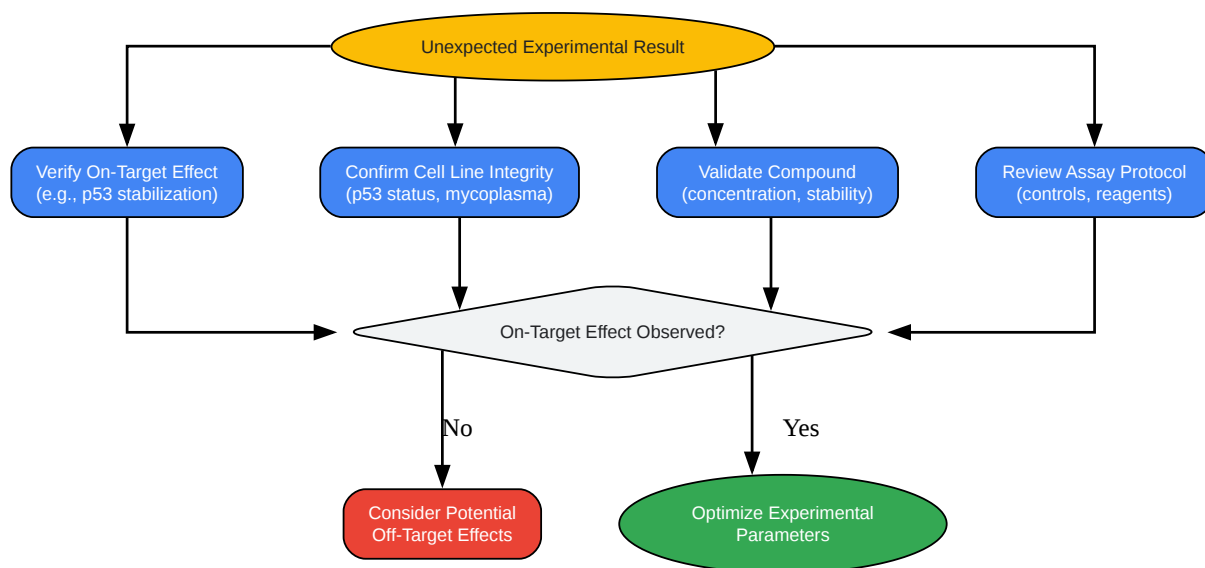 Unexpected Experimental Result
Verify On-Target Effect
(e.g., p53 stabilization)
Confirm Cell Line Integrity
(p53 status, mycoplasma)
Validate Compound
(concentration, stability)
Review Assay Protocol
(controls, reagents)
On-Target Effect Observed?
No
Yes
Consider Potential
Off-Target Effects
Optimize Experimental
Parameters